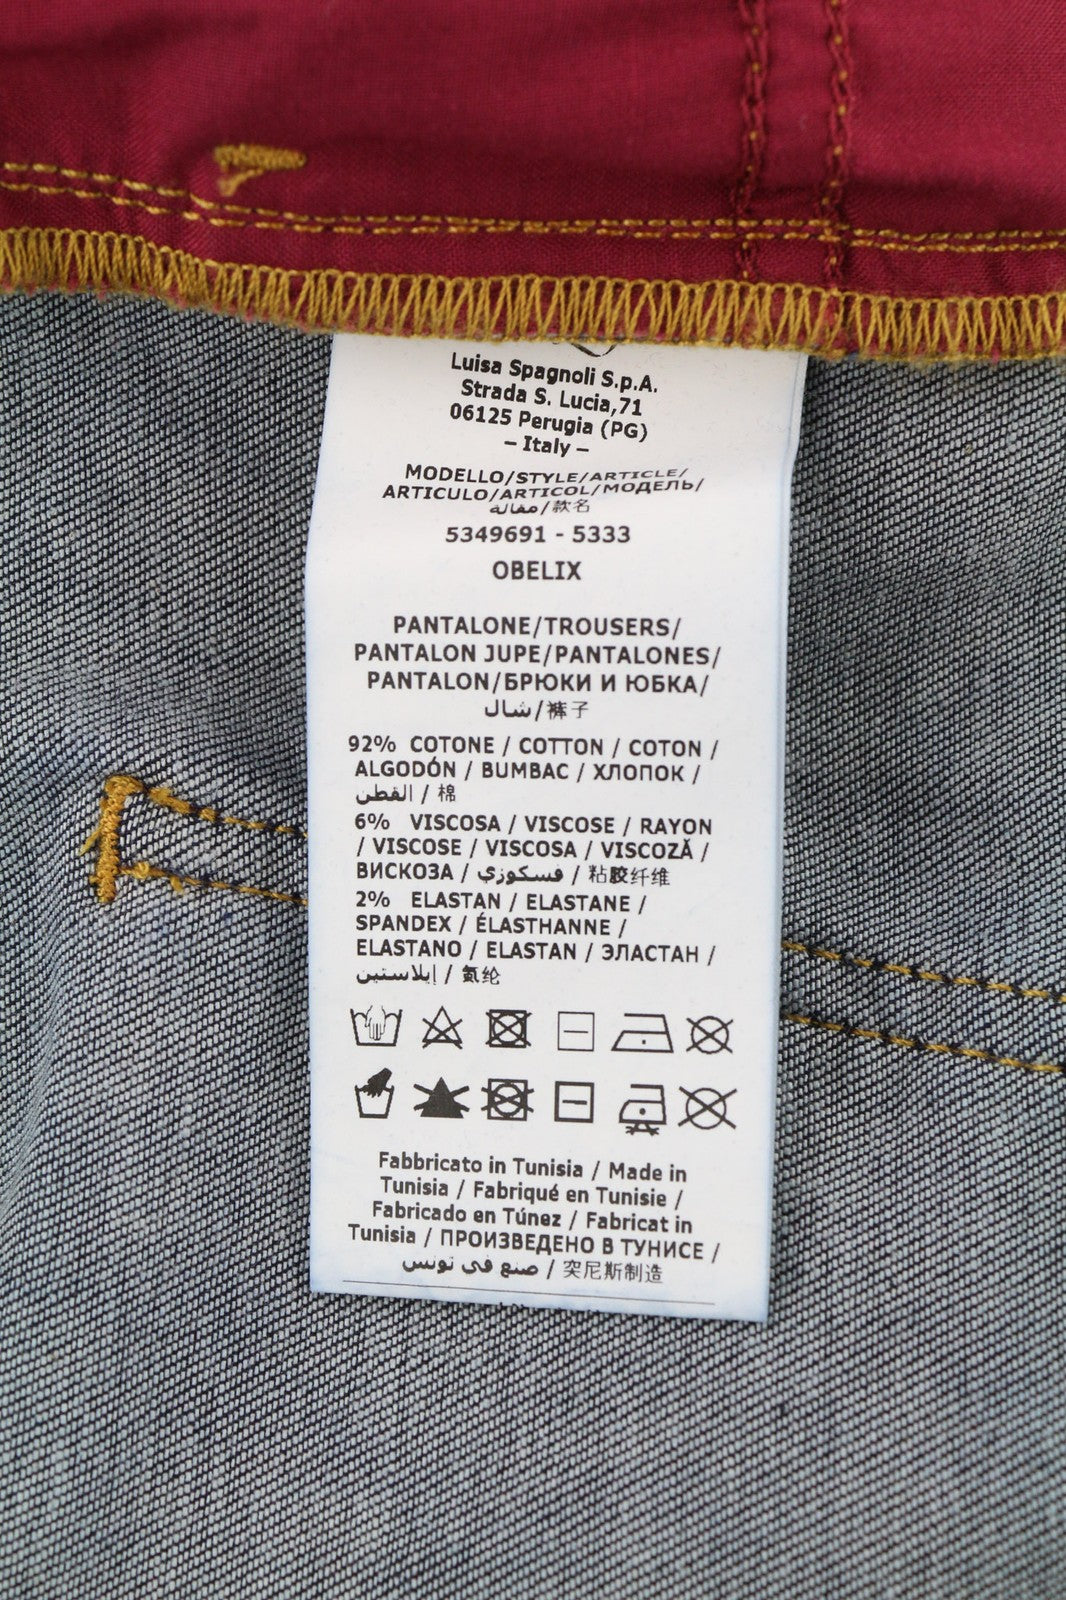 Luisa Spagnoli S.p.A.
Strada S. Lucia,71
06125 Perugia (PG)
– Italy –
MODELLO/STYLE/ARTICLE/
ARTICULO/ARTICOL/МОДЕЛЬ/
مقالة/款名
5349691 - 5333
OBELIX
PANTALONE/TROUSERS/
PANTALON JUPE/PANTALONES/
PANTALON/БРЮКИ И ЮБКА/
شال/裤子
92% COTONE / COTTON / COTON /
ALGODÓN / BUMBAC / ХЛОПОК /
القطن / 棉
6% VISCOSA / VISCOSE / RAYON
/ VISCOSE / VISCOSA / VISCOZĂ /
ВИСКОЗА / فسكوزي / 粘胶纤维
2% ELASTAN / ELASTANE /
SPANDEX / ÉLASTHANNE /
ELASTANO / ELASTAN / ЭЛАСТАН /
إيلاستين / 氨纶
Fabbricato in Tunisia / Made in
Tunisia / Fabriqué en Tunisie /
Fabricado en Túnez / Fabricat in
Tunisia / ПРОИЗВЕДЕНО В ТУНИСЕ /
صنع في تونس / 突尼斯制造